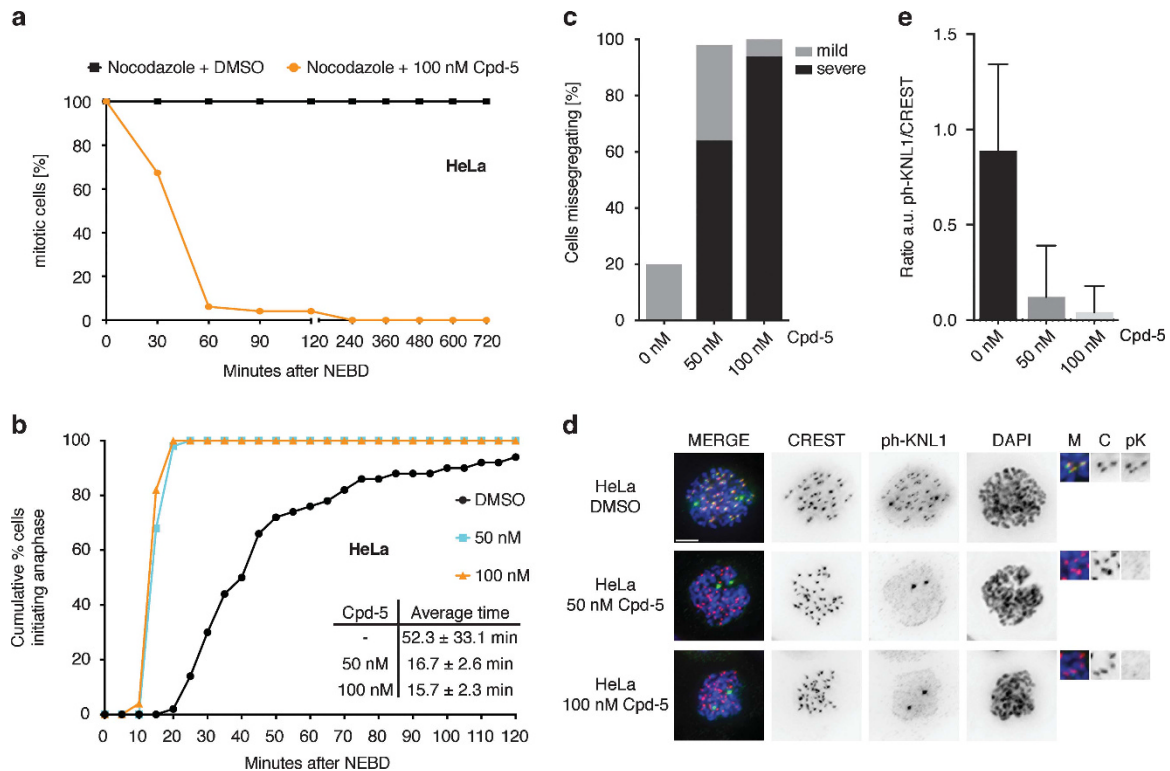 a
Nocodazole + DMSO
Nocodazole + 100 nM Cpd-5
100
80
60
40
20
0
mitotic cells [%]
HeLa
0 30 60 90 120 240 360 480 600 720
Minutes after NEBD
b
100
80
60
40
20
0
Cumulative % cells
initiating anaphase
DMSO
50 nM
100 nM
HeLa
Cpd-5 Average time
- 52.3 ± 33.1 min
50 nM 16.7 ± 2.6 min
100 nM 15.7 ± 2.3 min
0 10 20 30 40 50 60 70 80 90 100 110 120
Minutes after NEBD
c
100
80
60
40
20
0
Cells missegregating [%]
mild
severe
0 nM 50 nM 100 nM Cpd-5
e
1.5
1.0
0.5
0.0
Ratio a.u. ph-KNL1/CREST
0 nM 50 nM 100 nM Cpd-5
d
MERGE CREST ph-KNL1 DAPI M C pK
HeLa
DMSO
HeLa
50 nM Cpd-5
HeLa
100 nM Cpd-5